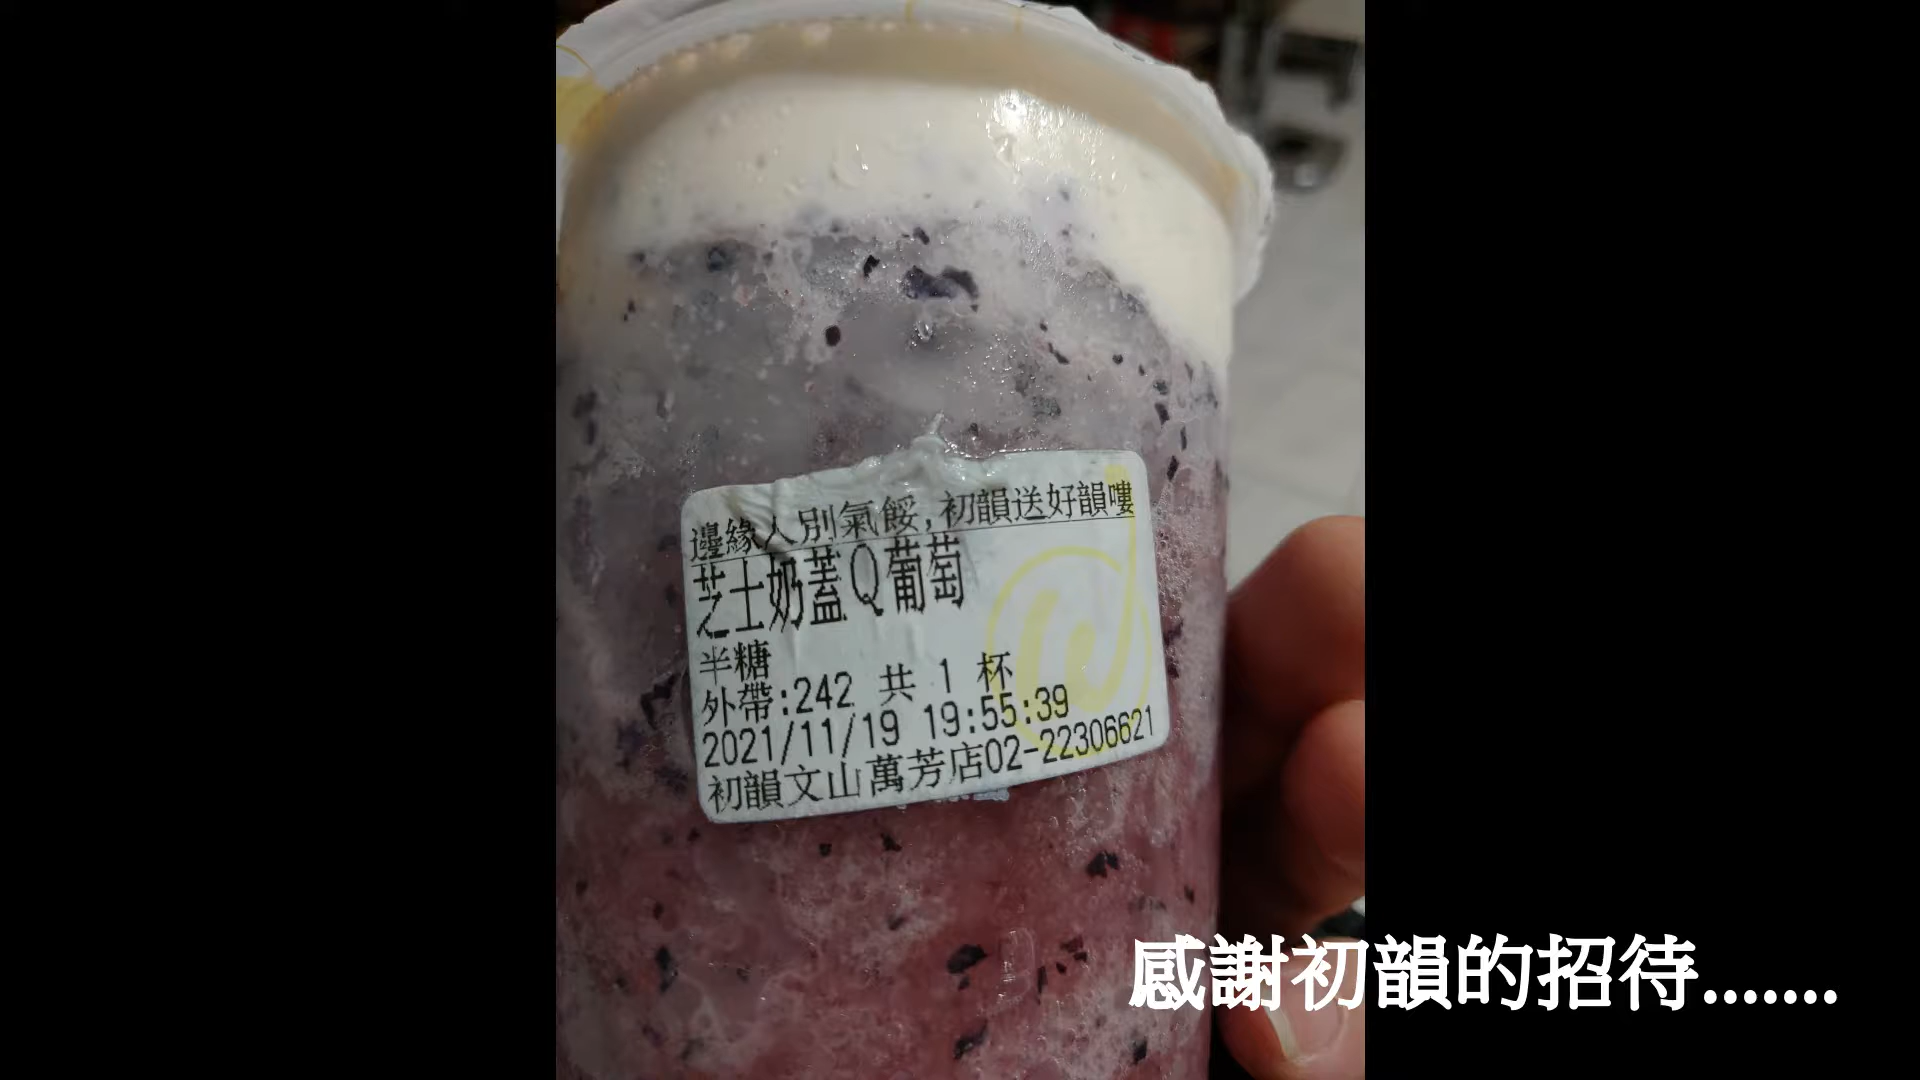 邊緣人別氣餒,初韻送好韻嘍
芝士奶蓋Q葡萄
半糖
外帶:242 共 1 杯
2021/11/19 19:55:39
初韻文山萬芳店02-22306621
感謝初韻的招待.......